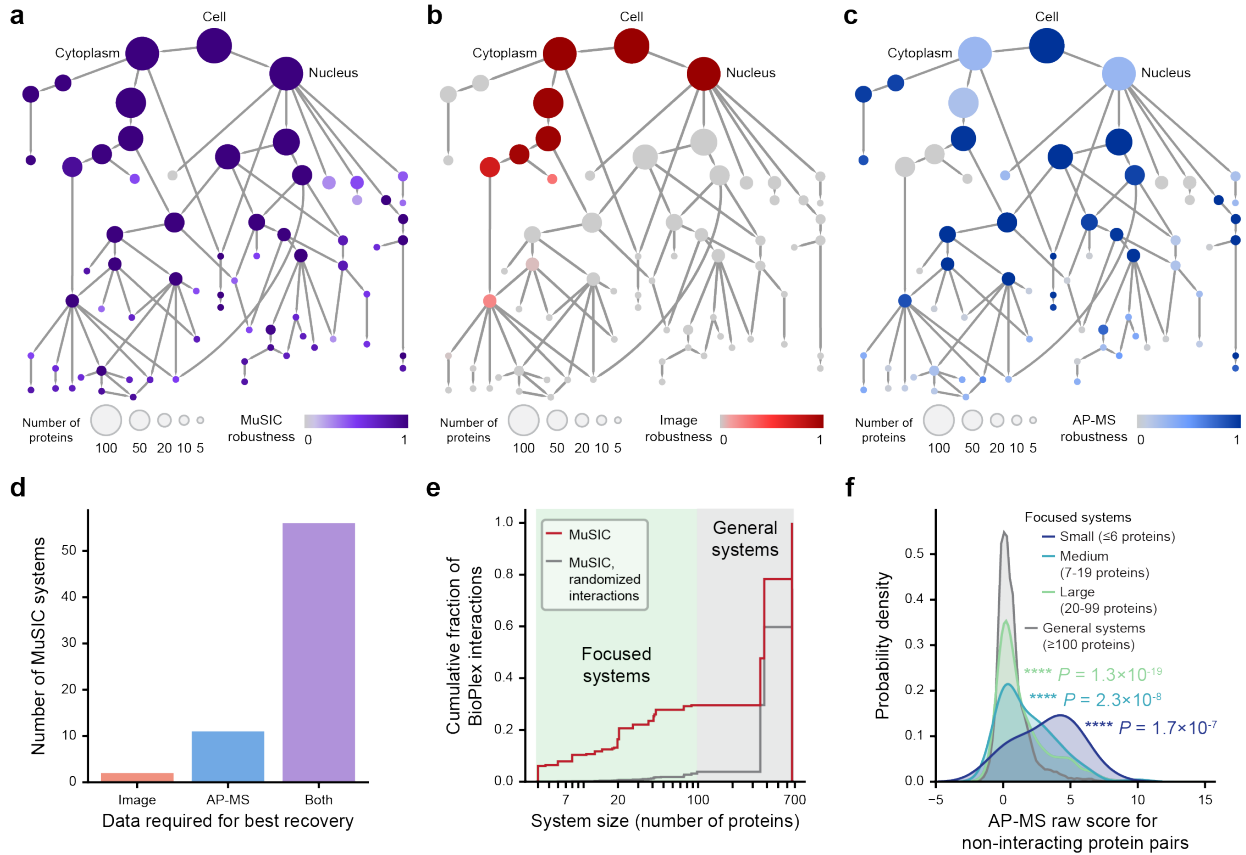 a
Cell
Cytoplasm
Nucleus
Number of
proteins
100
50
20
10
5
MuSIC
robustness
0
1
b
Cell
Cytoplasm
Nucleus
Number of
proteins
100
50
20
10
5
Image
robustness
0
1
c
Cell
Cytoplasm
Nucleus
Number of
proteins
100
50
20
10
5
AP-MS
robustness
0
1
d
Number of MuSIC systems
50
40
30
20
10
0
Image
AP-MS
Both
Data required for best recovery
e
Cumulative fraction of
BioPlex interactions
1.0
0.8
0.6
0.4
0.2
0.0
MuSIC
MuSIC,
randomized
interactions
General
systems
Focused
systems
7
20
100
700
System size (number of proteins)
f
Probability density
0.5
0.4
0.3
0.2
0.1
0.0
Focused systems
Small (≤6 proteins)
Medium
(7-19 proteins)
Large
(20-99 proteins)
General systems
(≥100 proteins)
**** P = 1.3×10⁻¹⁹
**** P = 2.3×10⁻⁸
**** P = 1.7×10⁻⁷
−5
0
5
10
15
AP-MS raw score for
non-interacting protein pairs